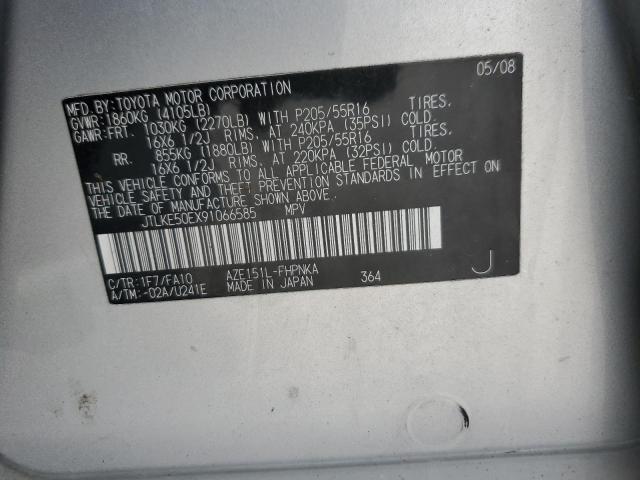 MFD. BY: TOYOTA MOTOR CORPORATION 05/08
GVWR: 1860KG (4105LB)
GAWR: FRT. 1030KG (2270LB) WITH P205/55R16 TIRES,
16X6 1/2J RIMS, AT 240KPA (35PSI) COLD.
RR. 855KG (1880LB) WITH P205/55R16 TIRES,
16X6 1/2J RIMS, AT 220KPA (32PSI) COLD.
THIS VEHICLE CONFORMS TO ALL APPLICABLE FEDERAL MOTOR
VEHICLE SAFETY AND THEFT PREVENTION STANDARDS IN EFFECT ON
THE DATE OF MANUFACTURE SHOWN ABOVE.
JTLKE50EX91066585 MPV
C/TR: 1F7/FA10 AZE151L-FHPNKA 364 J
A/TM: -02A/U241E MADE IN JAPAN